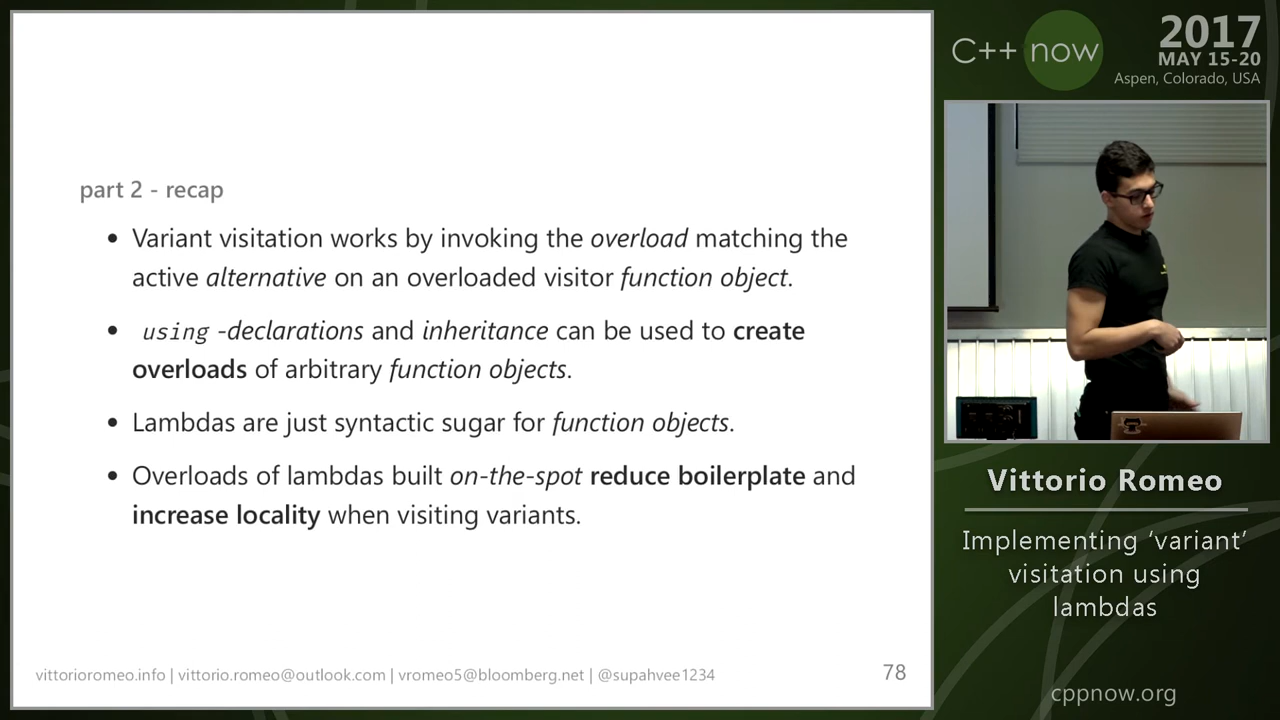 part 2 - recap
• Variant visitation works by invoking the overload matching the
active alternative on an overloaded visitor function object.
• using -declarations and inheritance can be used to create
overloads of arbitrary function objects.
• Lambdas are just syntactic sugar for function objects.
• Overloads of lambdas built on-the-spot reduce boilerplate and
increase locality when visiting variants.
vittorioromeo.info | vittorio.romeo@outlook.com | vromeo5@bloomberg.net | @supahvee1234
78
C++ now
2017
MAY 15-20
Aspen, Colorado, USA
Vittorio Romeo
Implementing ‘variant’
visitation using
lambdas
cppnow.org